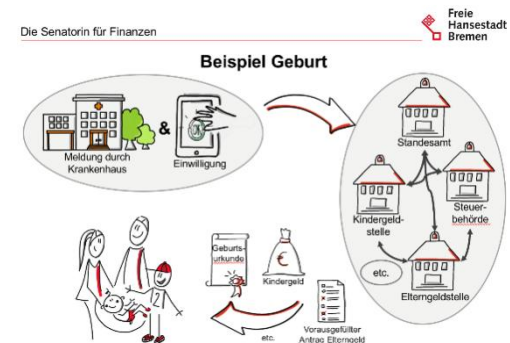 Die Senatorin für Finanzen
Freie
Hansestadt
Bremen
Beispiel Geburt
&
Meldung durch
Krankenhaus
Einwilligung
Standesamt
Kindergeld-
stelle
Steuer-
behörde
etc.
Elterngeldstelle
Geburts-
urkunde
€
Kindergeld
etc.
Vorausgefüllter
Antrag Elterngeld